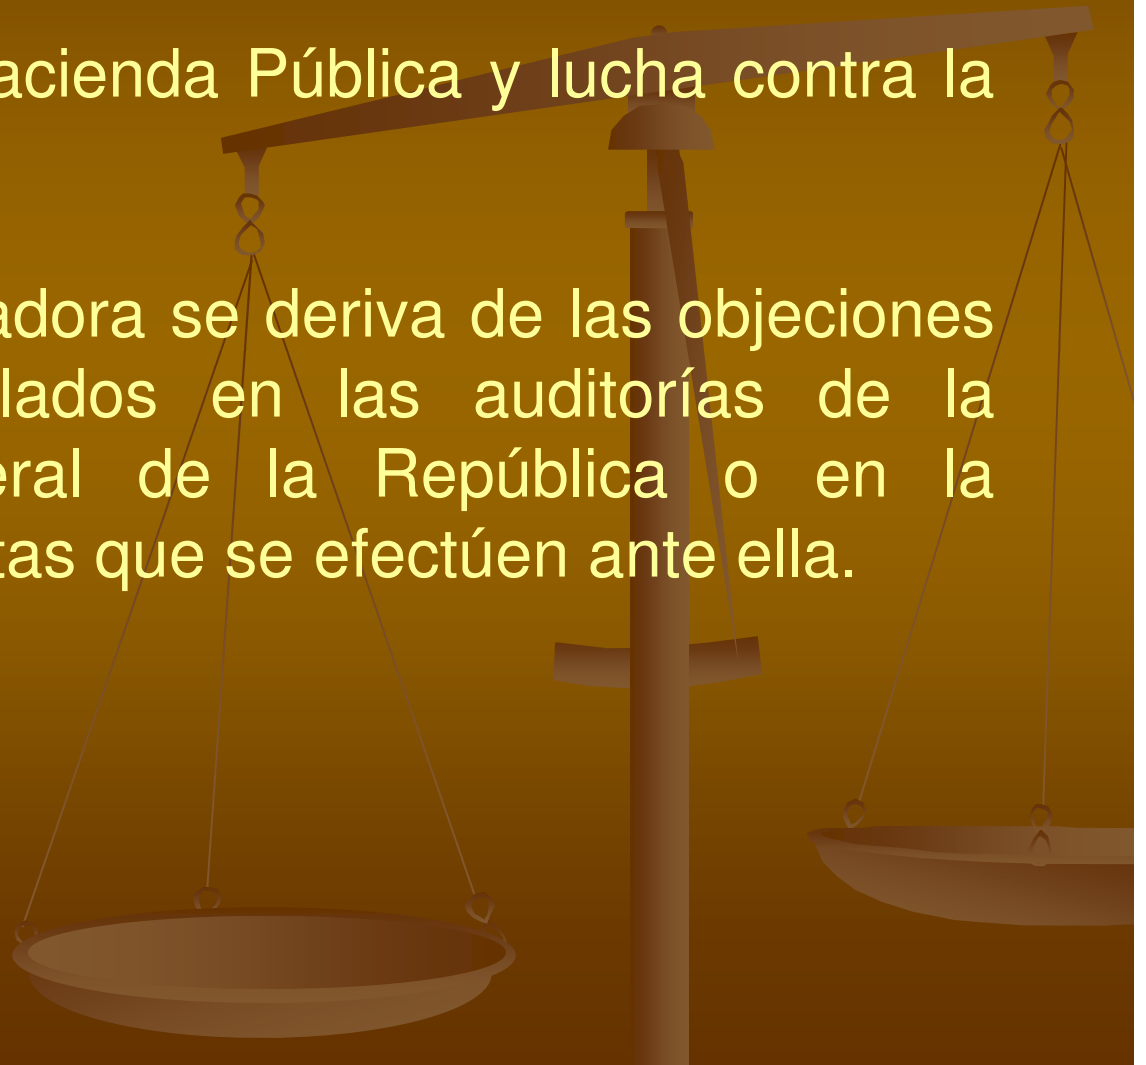 acienda Pública y lucha contra la
adora se deriva de las objeciones
lados en las auditorías de la
eral de la República o en la
tas que se efectúen ante ella.